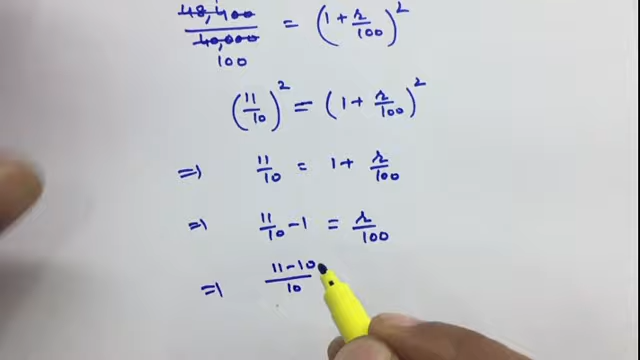 48,400/40,000 = (1 + r/100)²
100
(11/10)² = (1 + r/100)²
⇒ 11/10 = 1 + r/100
⇒ 11/10 - 1 = r/100
⇒ 11-10/10